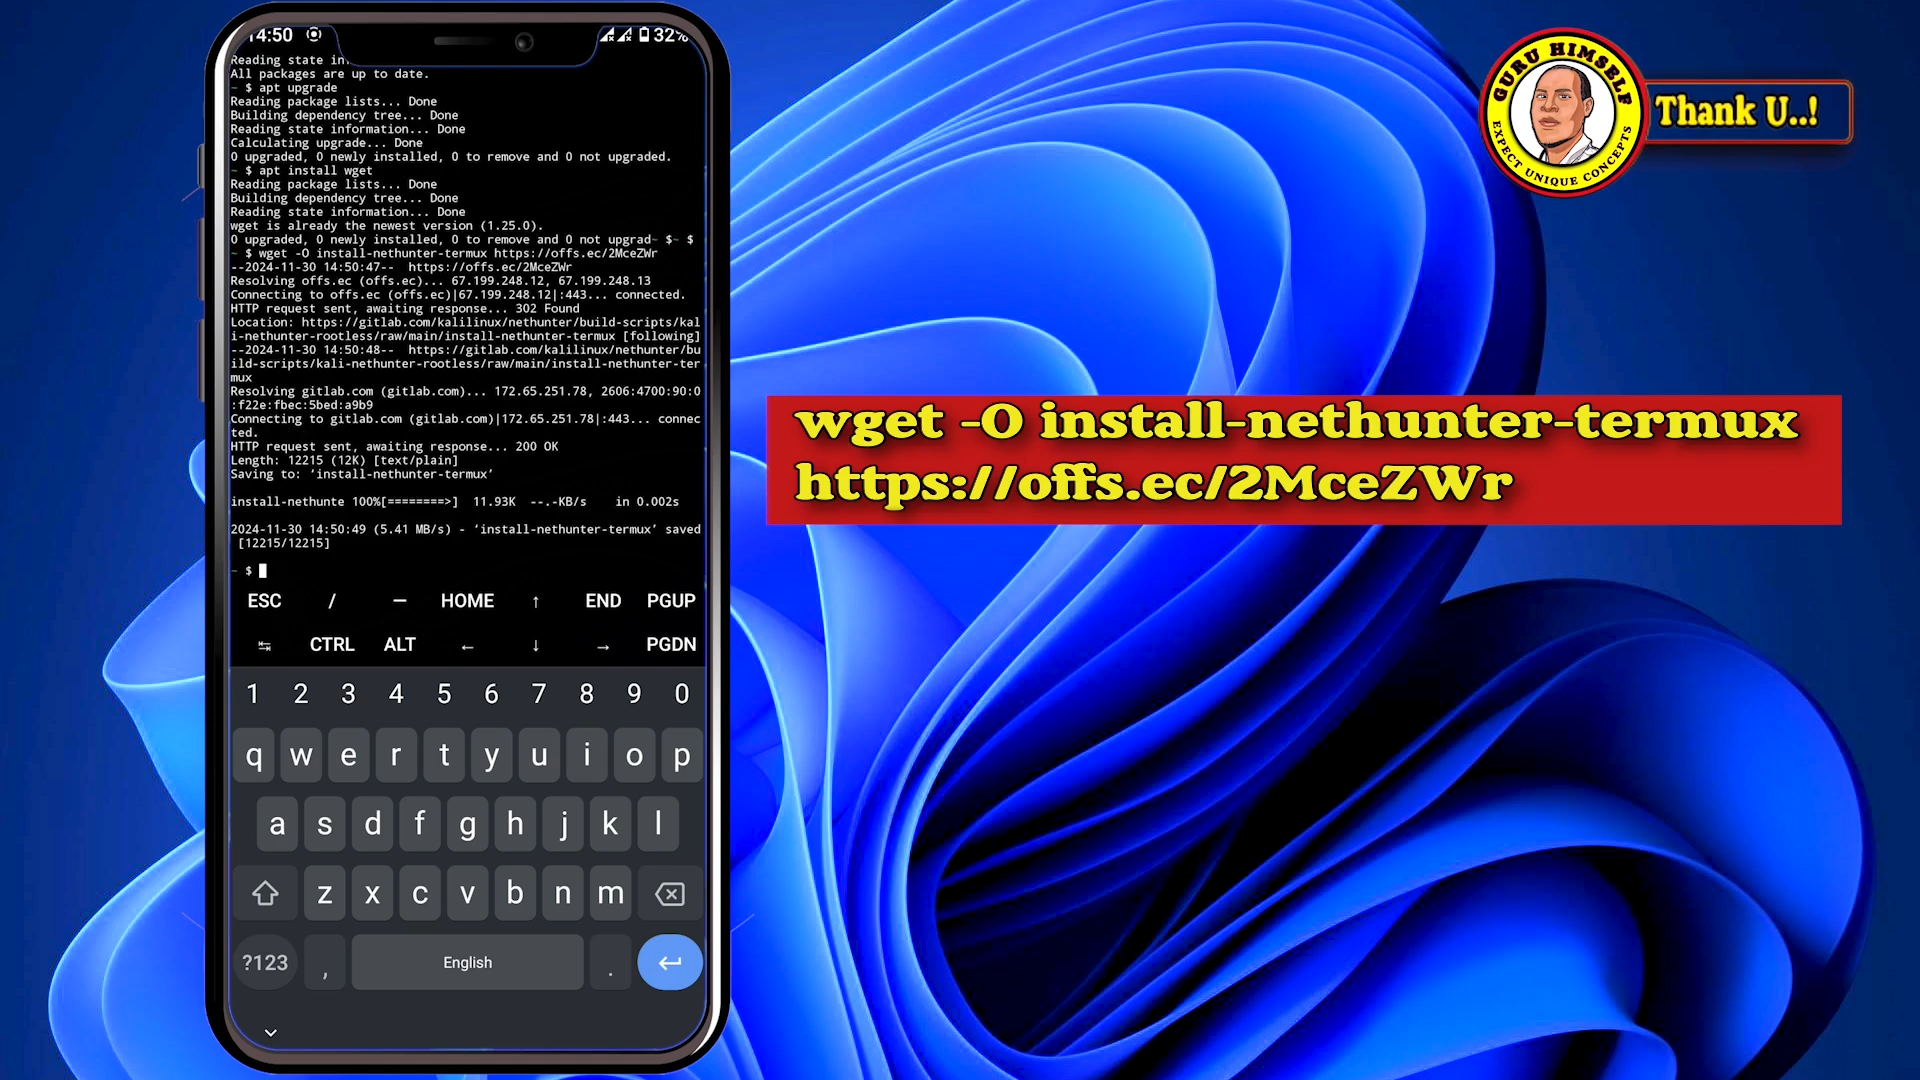 14:50
32%
Reading state in
All packages are up to date.
~ $ apt upgrade
Reading package lists... Done
Building dependency tree... Done
Reading state information... Done
Calculating upgrade... Done
0 upgraded, 0 newly installed, 0 to remove and 0 not upgraded.
~ $ apt install wget
Reading package lists... Done
Building dependency tree... Done
Reading state information... Done
wget is already the newest version (1.25.0).
0 upgraded, 0 newly installed, 0 to remove and 0 not upgrad~ $~ $
~ $ wget -O install-nethunter-termux https://offs.ec/2MceZWr
--2024-11-30 14:50:47--  https://offs.ec/2MceZWr
Resolving offs.ec (offs.ec)... 67.199.248.12, 67.199.248.13
Connecting to offs.ec (offs.ec)|67.199.248.12|:443... connected.
HTTP request sent, awaiting response... 302 Found
Location: https://gitlab.com/kalilinux/nethunter/build-scripts/kal
i-nethunter-rootless/raw/main/install-nethunter-termux [following]
--2024-11-30 14:50:48--  https://gitlab.com/kalilinux/nethunter/bu
ild-scripts/kali-nethunter-rootless/raw/main/install-nethunter-ter
mux
Resolving gitlab.com (gitlab.com)... 172.65.251.78, 2606:4700:90:0
:f22e:fbec:5bed:a9b9
Connecting to gitlab.com (gitlab.com)|172.65.251.78|:443... connec
ted.
HTTP request sent, awaiting response... 200 OK
Length: 12215 (12K) [text/plain]
Saving to: ‘install-nethunter-termux’
install-nethunte 100%[========>]  11.93K  --.-KB/s    in 0.002s
2024-11-30 14:50:49 (5.41 MB/s) - ‘install-nethunter-termux’ saved
[12215/12215]
~ $
ESC / — HOME ↑ END PGUP
↹ CTRL ALT ← ↓ → PGDN
1 2 3 4 5 6 7 8 9 0
q w e r t y u i o p
a s d f g h j k l
z x c v b n m
?123 , English .
GURU HIMSELF
EXPECT UNIQUE CONCEPTS
Thank U..!
wget -O install-nethunter-termux
https://offs.ec/2MceZWr